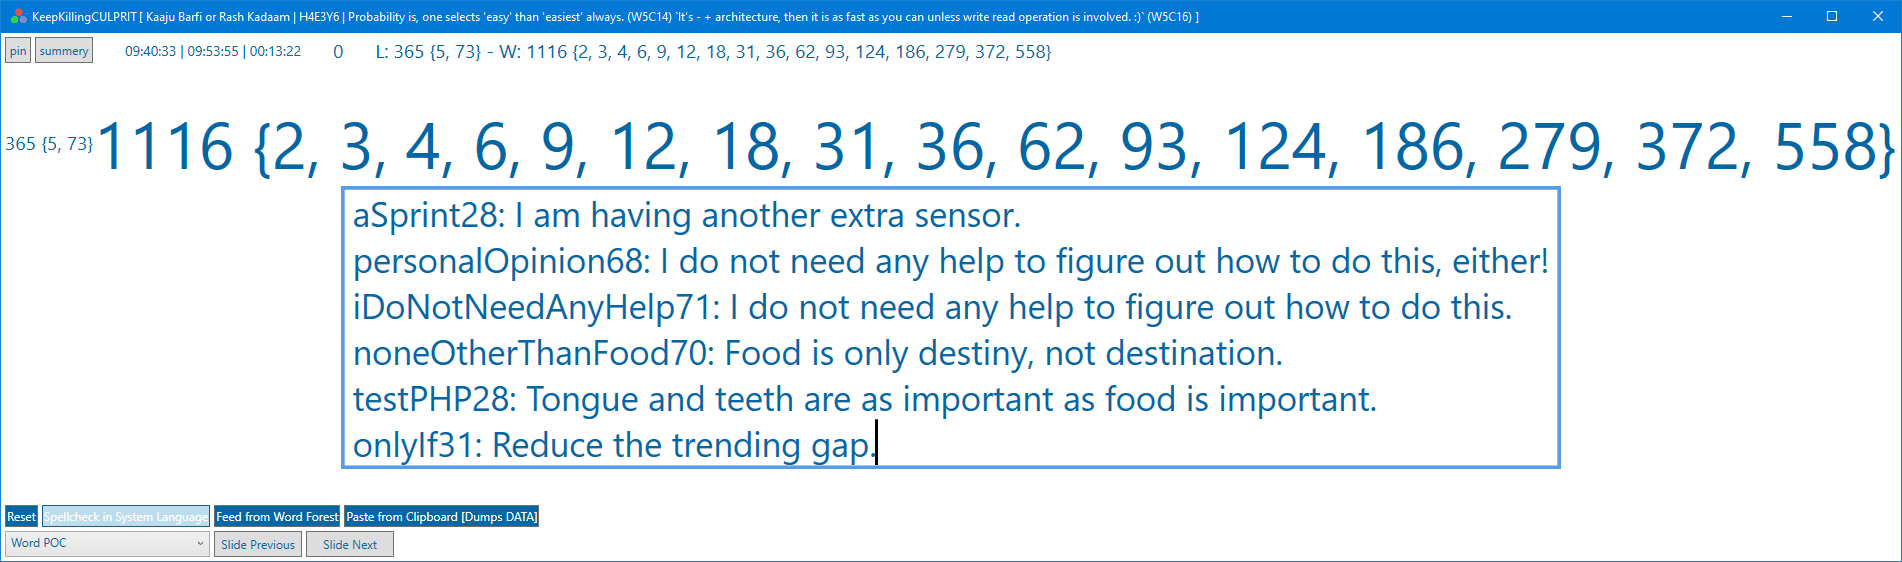 KeepKillingCULPRIT [ Kaaju Barfi or Rash Kadaam | H4E3Y6 | Probability is, one selects 'easy' than 'easiest' always. (W5C14) `It's - + architecture, then it is as fast as you can unless write read operation is involved. :)` (W5C16) ]
pin summery 09:40:33 | 09:53:55 | 00:13:22 0 L: 365 {5, 73} - W: 1116 {2, 3, 4, 6, 9, 12, 18, 31, 36, 62, 93, 124, 186, 279, 372, 558}
365 {5, 73} 1116 {2, 3, 4, 6, 9, 12, 18, 31, 36, 62, 93, 124, 186, 279, 372, 558}
aSprint28: I am having another extra sensor.
personalOpinion68: I do not need any help to figure out how to do this, either!
iDoNotNeedAnyHelp71: I do not need any help to figure out how to do this.
noneOtherThanFood70: Food is only destiny, not destination.
testPHP28: Tongue and teeth are as important as food is important.
onlyIf31: Reduce the trending gap.
Reset Spellcheck in System Language Feed from Word Forest Paste from Clipboard [Dumps DATA]
Word POC Slide Previous Slide Next